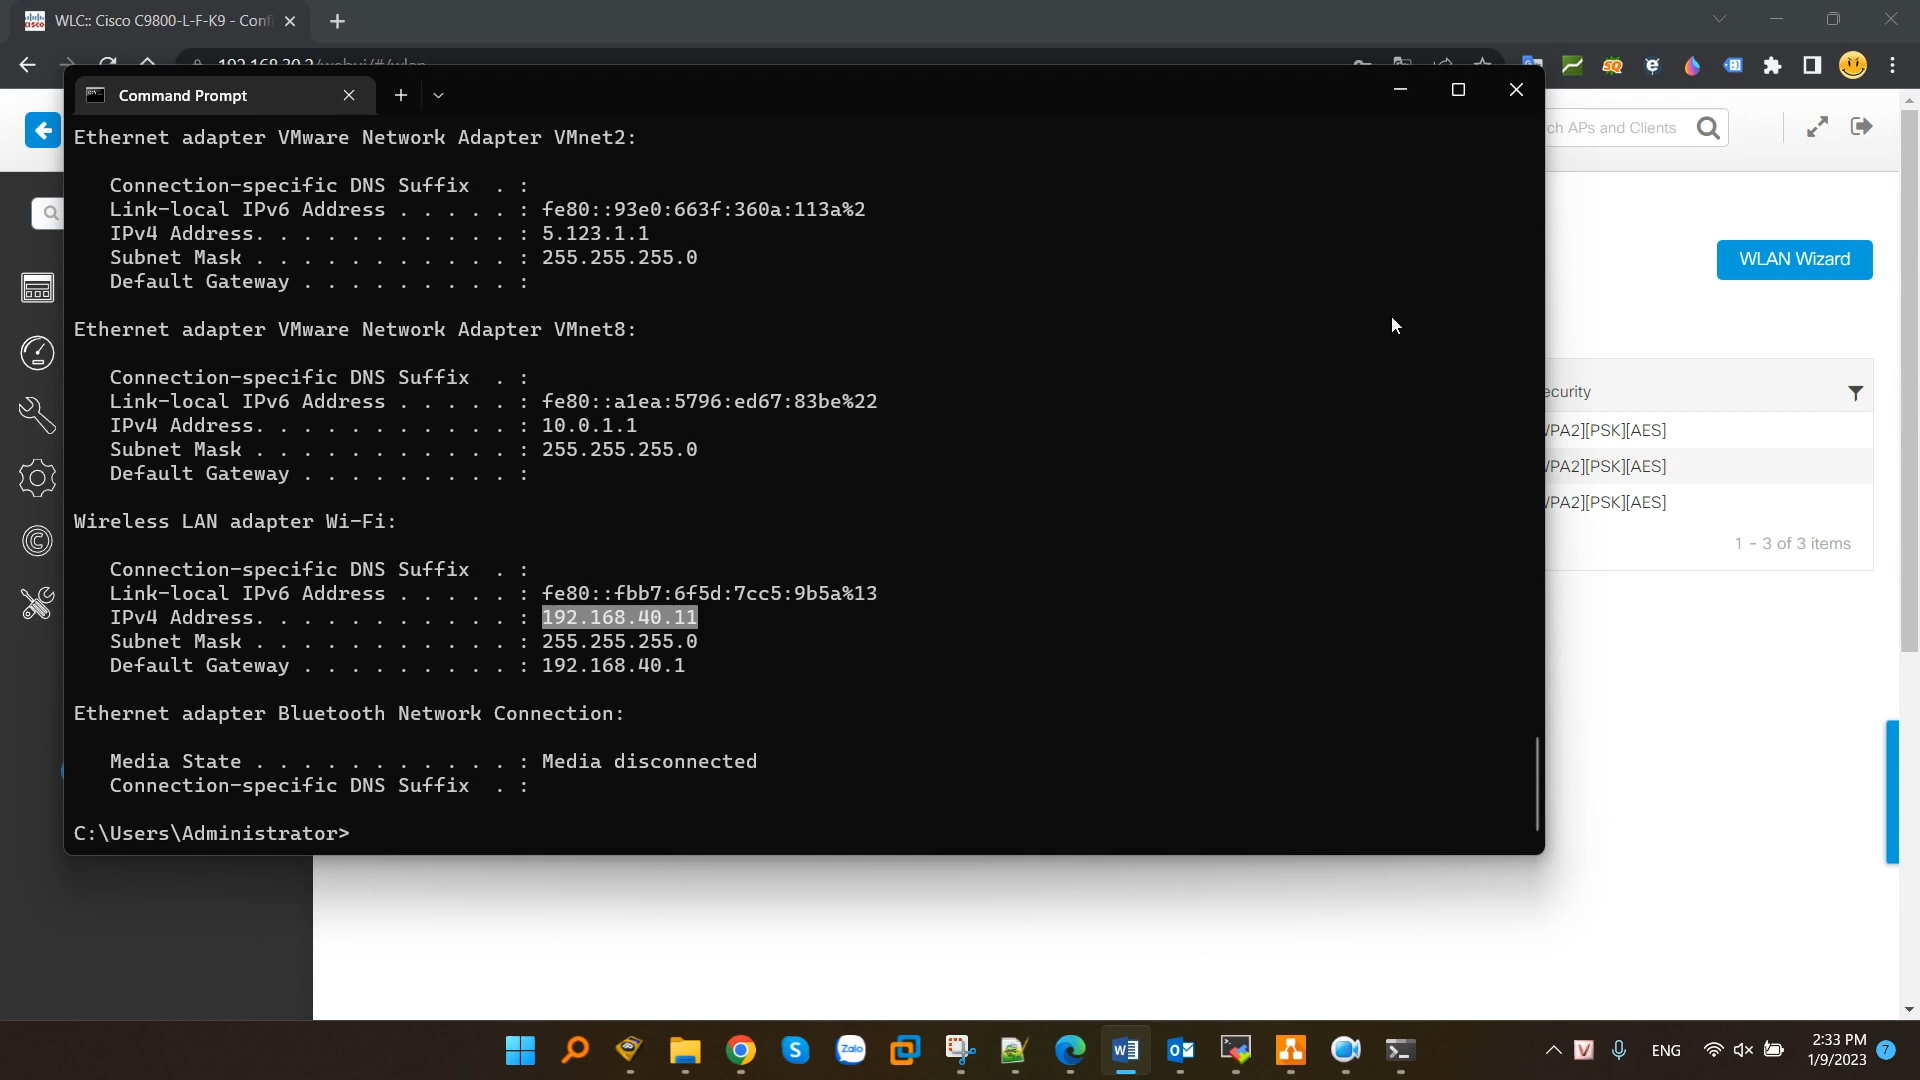 WLC:: Cisco C9800-L-F-K9 - Conf
Command Prompt
Ethernet adapter VMware Network Adapter VMnet2:
Connection-specific DNS Suffix . :
Link-local IPv6 Address . . . . . : fe80::93e0:663f:360a:113a%2
IPv4 Address. . . . . . . . . . . : 5.123.1.1
Subnet Mask . . . . . . . . . . . : 255.255.255.0
Default Gateway . . . . . . . . . :
Ethernet adapter VMware Network Adapter VMnet8:
Connection-specific DNS Suffix . :
Link-local IPv6 Address . . . . . : fe80::a1ea:5796:ed67:83be%22
IPv4 Address. . . . . . . . . . . : 10.0.1.1
Subnet Mask . . . . . . . . . . . : 255.255.255.0
Default Gateway . . . . . . . . . :
Wireless LAN adapter Wi-Fi:
Connection-specific DNS Suffix . :
Link-local IPv6 Address . . . . . : fe80::fbb7:6f5d:7cc5:9b5a%13
IPv4 Address. . . . . . . . . . . : 192.168.40.11
Subnet Mask . . . . . . . . . . . : 255.255.255.0
Default Gateway . . . . . . . . . : 192.168.40.1
Ethernet adapter Bluetooth Network Connection:
Media State . . . . . . . . . . . : Media disconnected
Connection-specific DNS Suffix . :
C:\Users\Administrator>
rch APs and Clients
WLAN Wizard
ecurity
PA2][PSK][AES]
PA2][PSK][AES]
PA2][PSK][AES]
1 - 3 of 3 items
Zalo
ENG
2:33 PM
1/9/2023
7